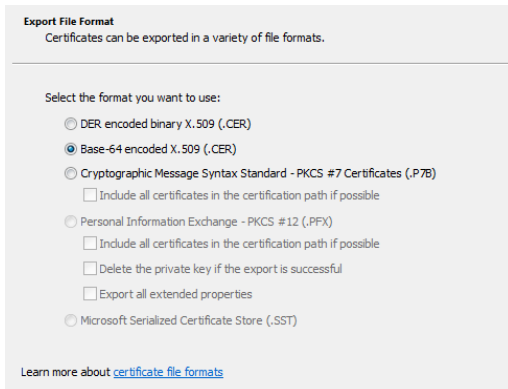 Export File Format
Certificates can be exported in a variety of file formats.
Select the format you want to use:
DER encoded binary X.509 (.CER)
Base-64 encoded X.509 (.CER)
Cryptographic Message Syntax Standard - PKCS #7 Certificates (.P7B)
Include all certificates in the certification path if possible
Personal Information Exchange - PKCS #12 (.PFX)
Include all certificates in the certification path if possible
Delete the private key if the export is successful
Export all extended properties
Microsoft Serialized Certificate Store (.SST)
Learn more about certificate file formats